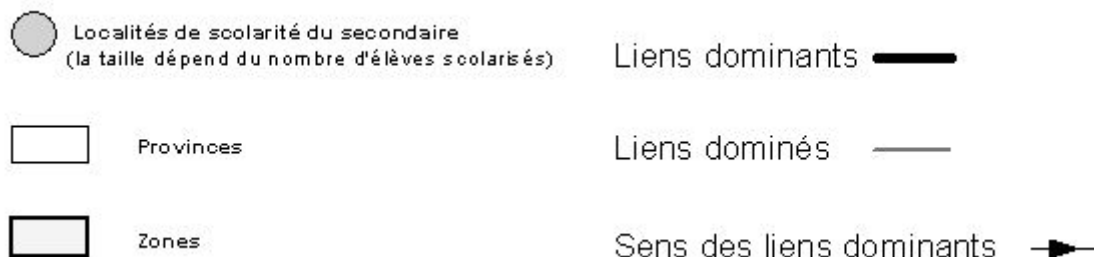 Localités de scolarité du secondaire
(la taille dépend du nombre d'élèves scolarisés)
Provinces
Zones
Liens dominants
Liens dominés
Sens des liens dominants